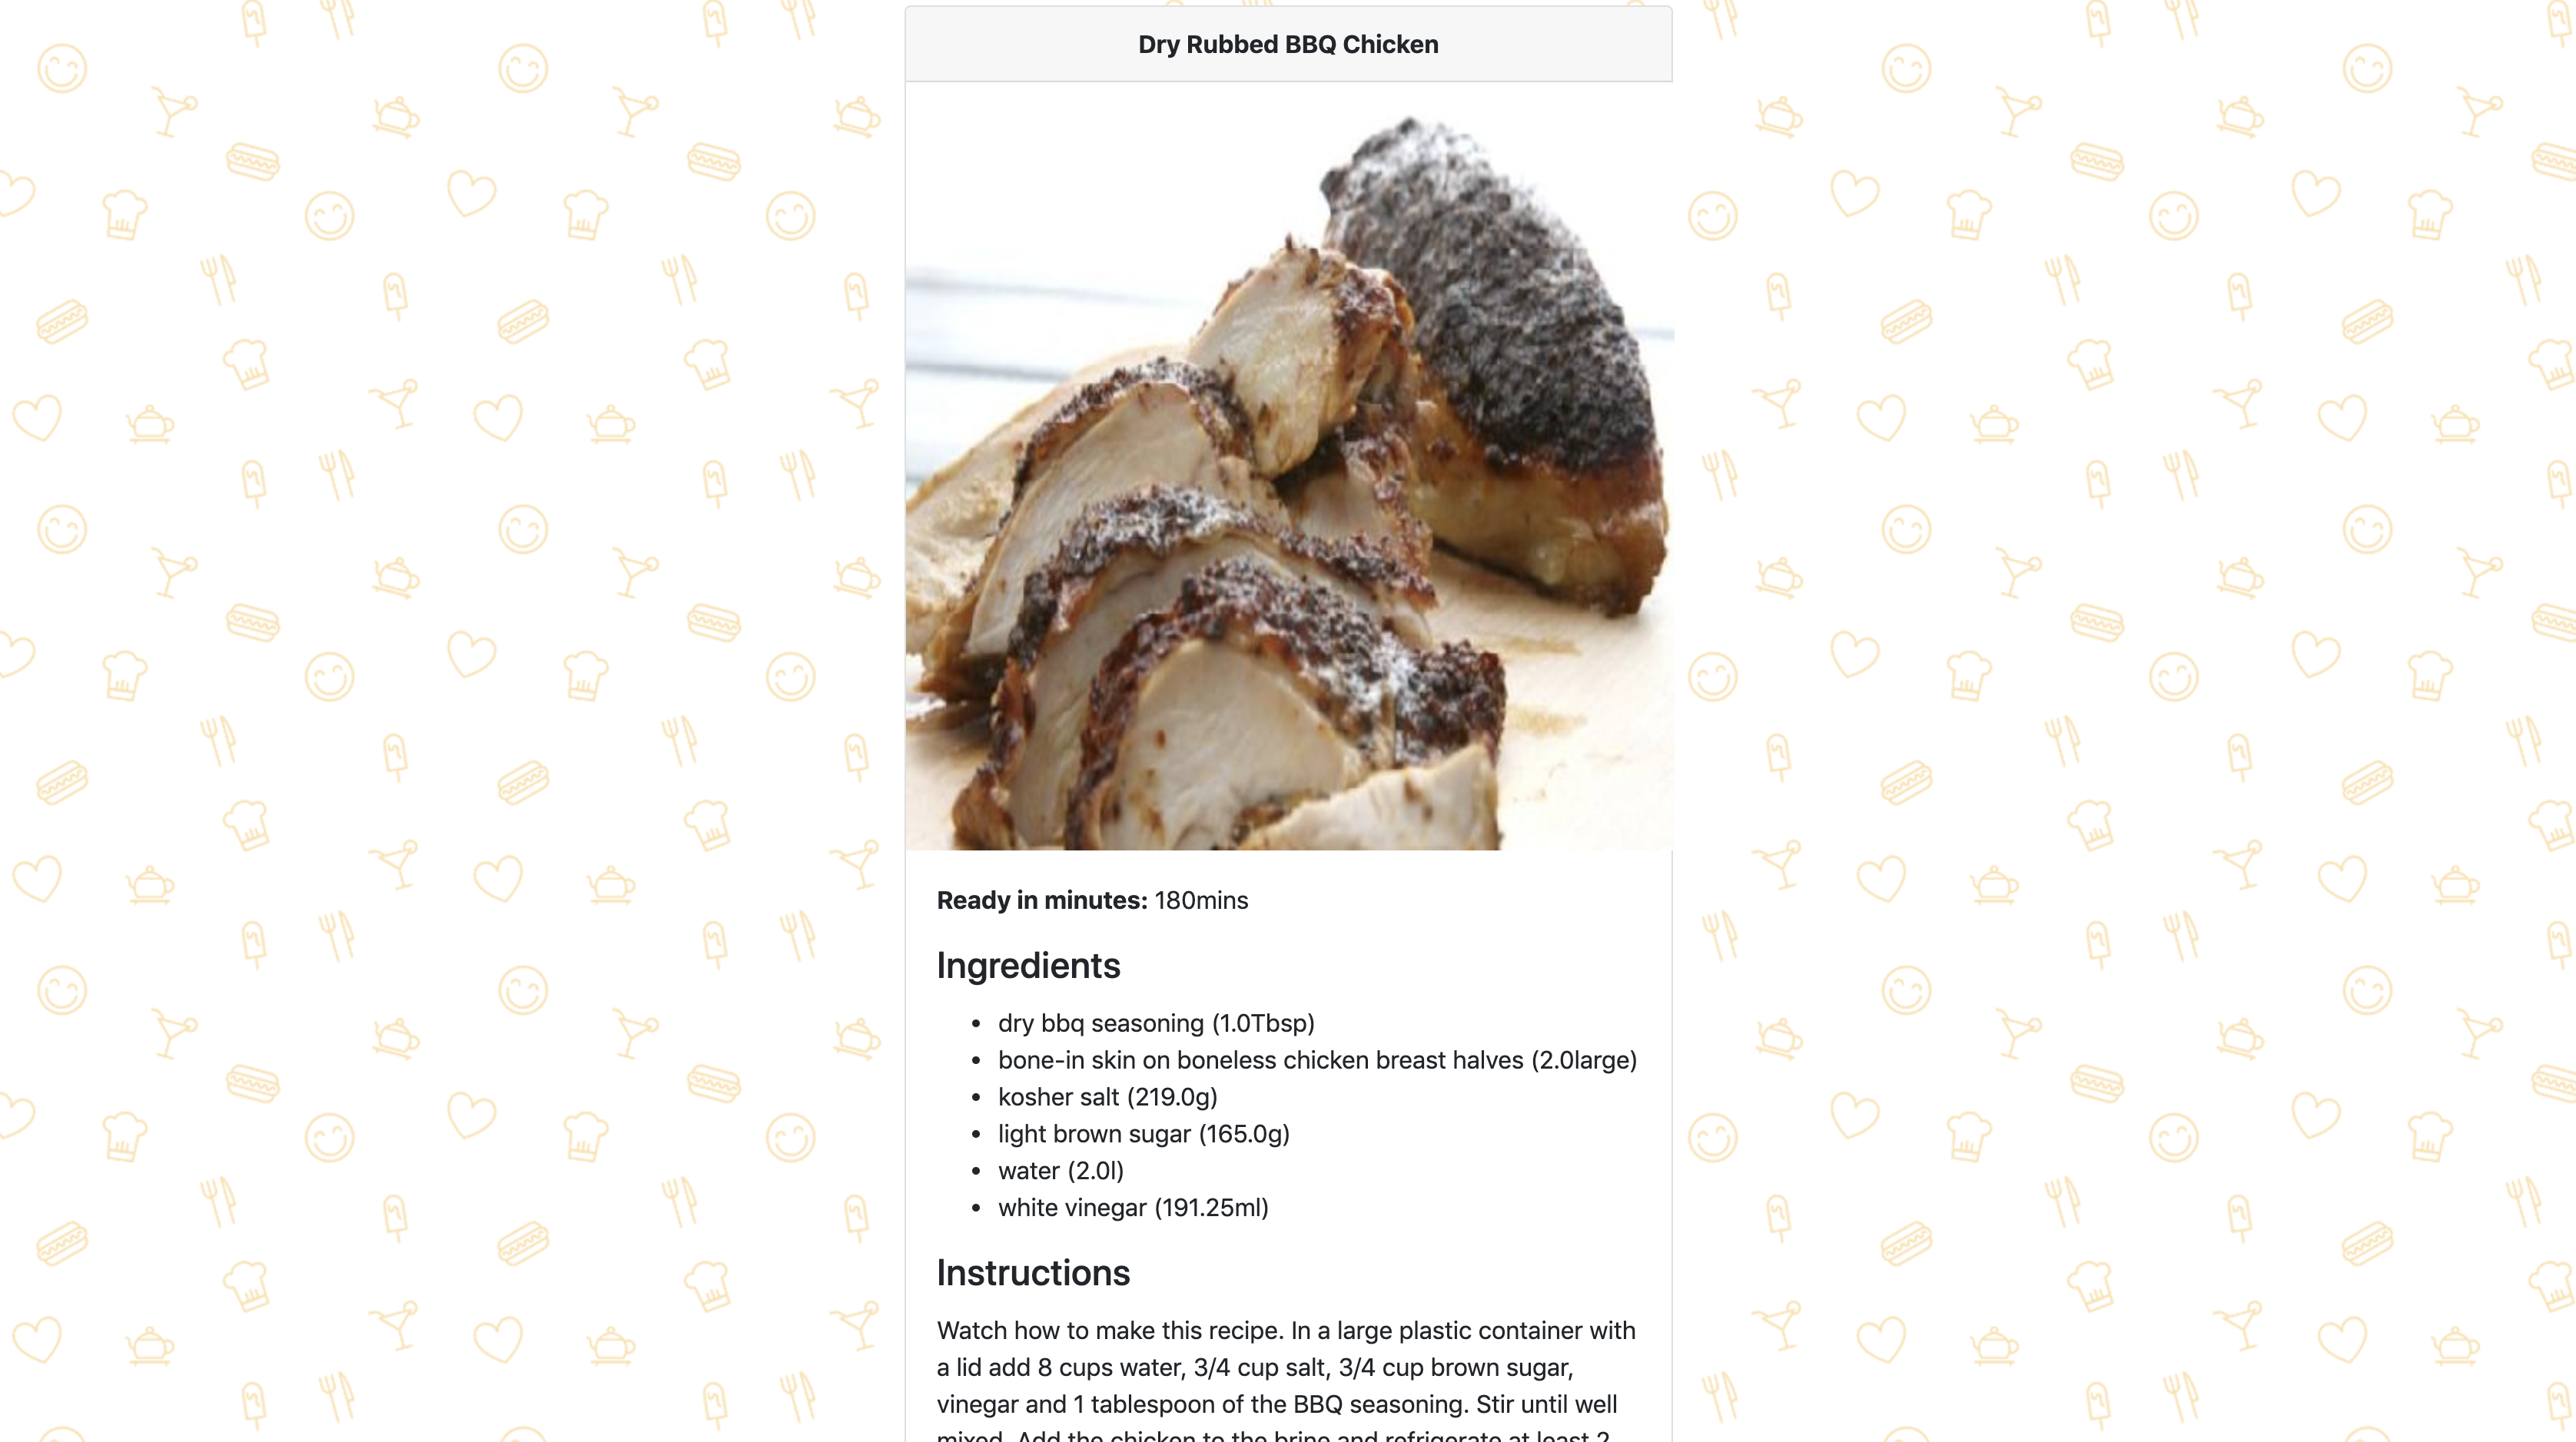 Dry Rubbed BBQ Chicken
Ready in minutes: 180mins
Ingredients
• dry bbq seasoning (1.0Tbsp)
• bone-in skin on boneless chicken breast halves (2.0large)
• kosher salt (219.0g)
• light brown sugar (165.0g)
• water (2.0l)
• white vinegar (191.25ml)
Instructions
Watch how to make this recipe. In a large plastic container with
a lid add 8 cups water, 3/4 cup salt, 3/4 cup brown sugar,
vinegar and 1 tablespoon of the BBQ seasoning. Stir until well
mixed. Add the chicken to the brine and refrigerate at least 2